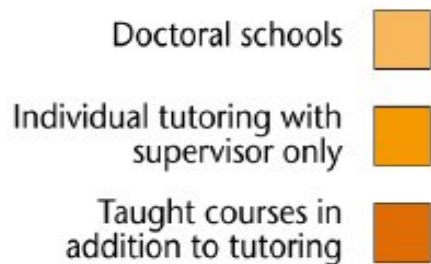 Doctoral schools
Individual tutoring with
supervisor only
Taught courses in
addition to tutoring